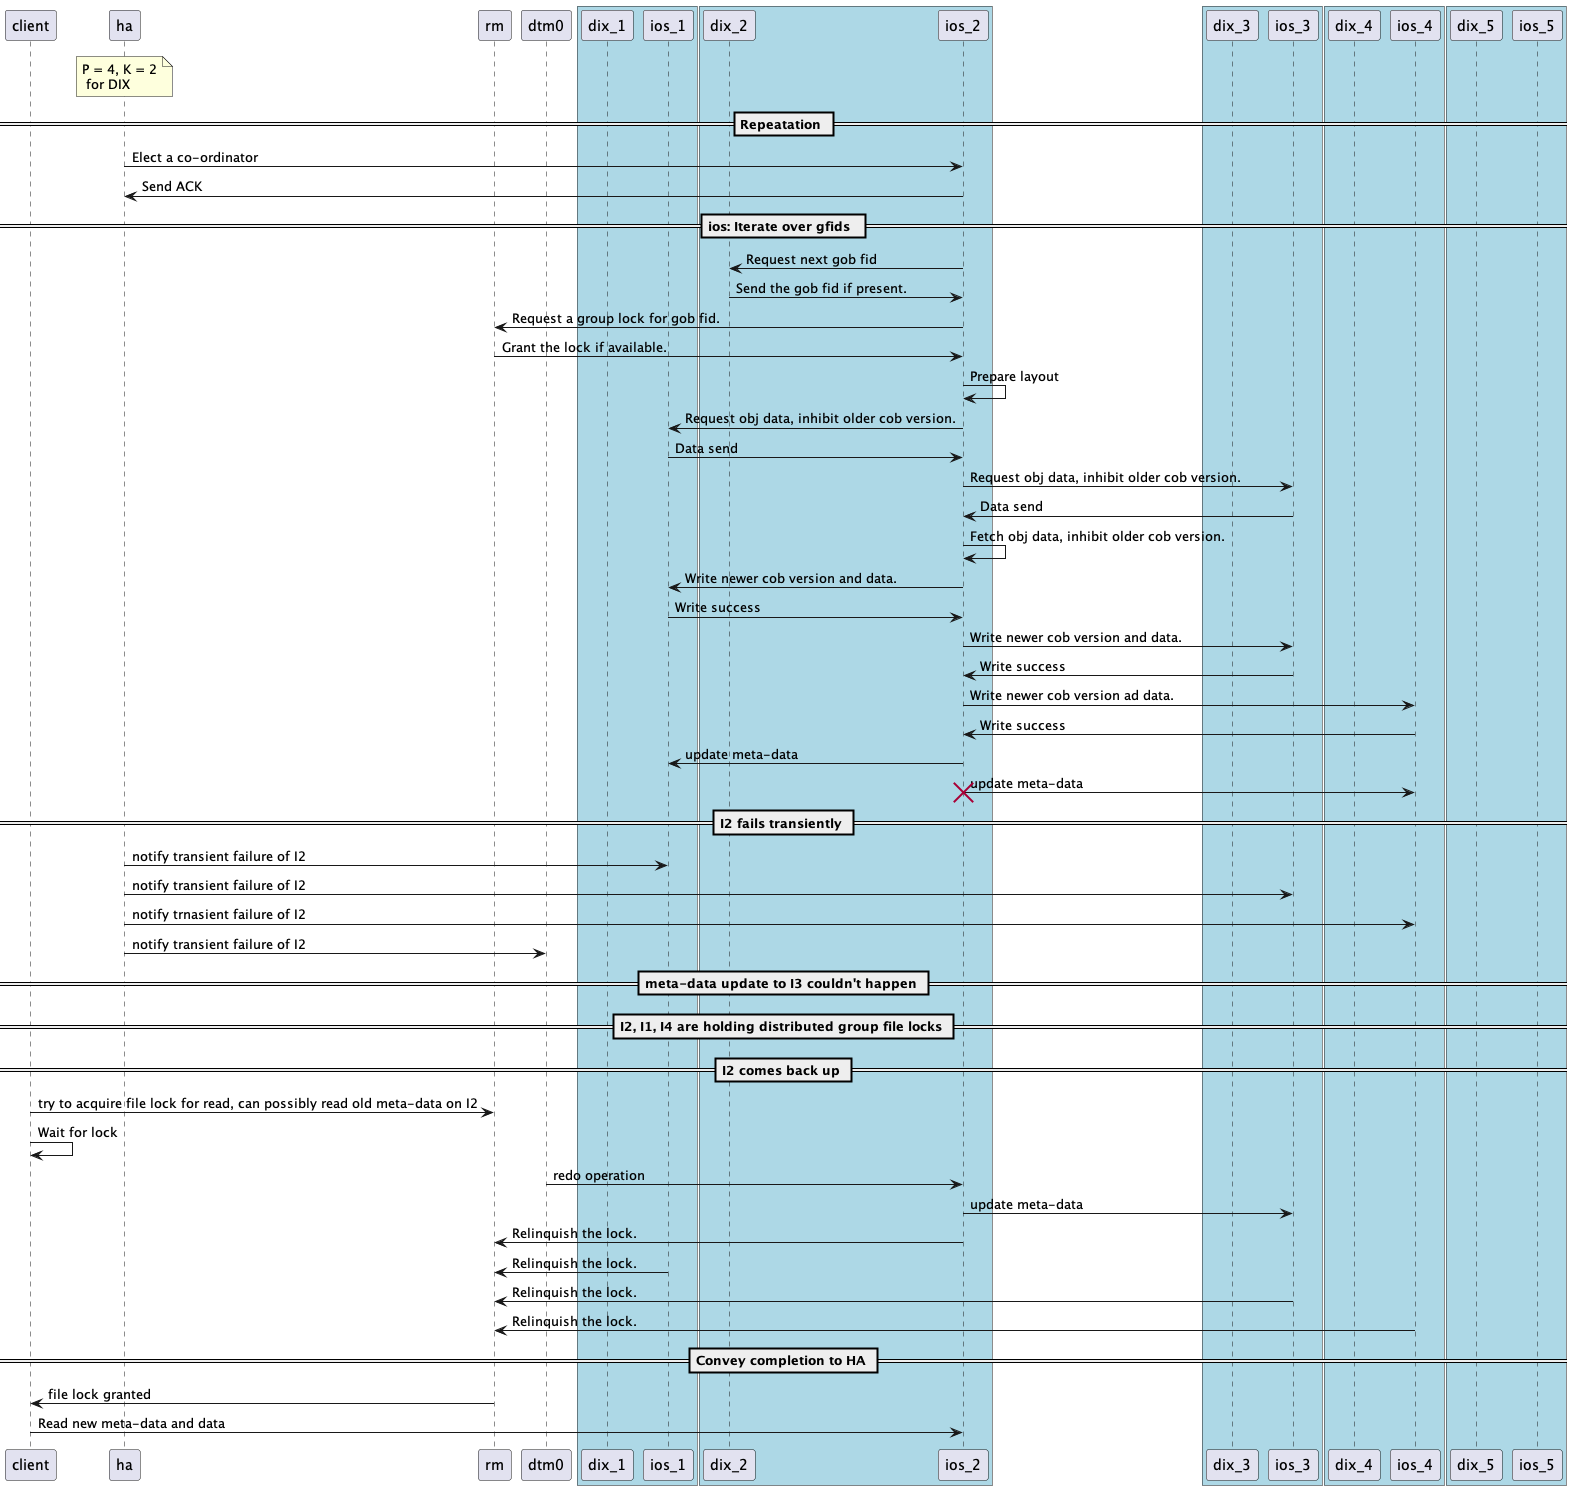 client ha rm dtm0 dix_1 ios_1 dix_2 ios_2 dix_3 ios_3 dix_4 ios_4 dix_5 ios_5
P = 4, K = 2
for DIX
Repeatation
Elect a co-ordinator
Send ACK
ios: Iterate over gfids
Request next gob fid
Send the gob fid if present.
Request a group lock for gob fid.
Grant the lock if available.
Prepare layout
Request obj data, inhibit older cob version.
Data send
Request obj data, inhibit older cob version.
Data send
Fetch obj data, inhibit older cob version.
Write newer cob version and data.
Write success
Write newer cob version and data.
Write success
Write newer cob version ad data.
Write success
update meta-data
update meta-data
I2 fails transiently
notify transient failure of I2
notify transient failure of I2
notify trnasient failure of I2
notify transient failure of I2
meta-data update to I3 couldn't happen
I2, I1, I4 are holding distributed group file locks
I2 comes back up
try to acquire file lock for read, can possibly read old meta-data on I2
Wait for lock
redo operation
update meta-data
Relinquish the lock.
Relinquish the lock.
Relinquish the lock.
Relinquish the lock.
Convey completion to HA
file lock granted
Read new meta-data and data
client ha rm dtm0 dix_1 ios_1 dix_2 ios_2 dix_3 ios_3 dix_4 ios_4 dix_5 ios_5